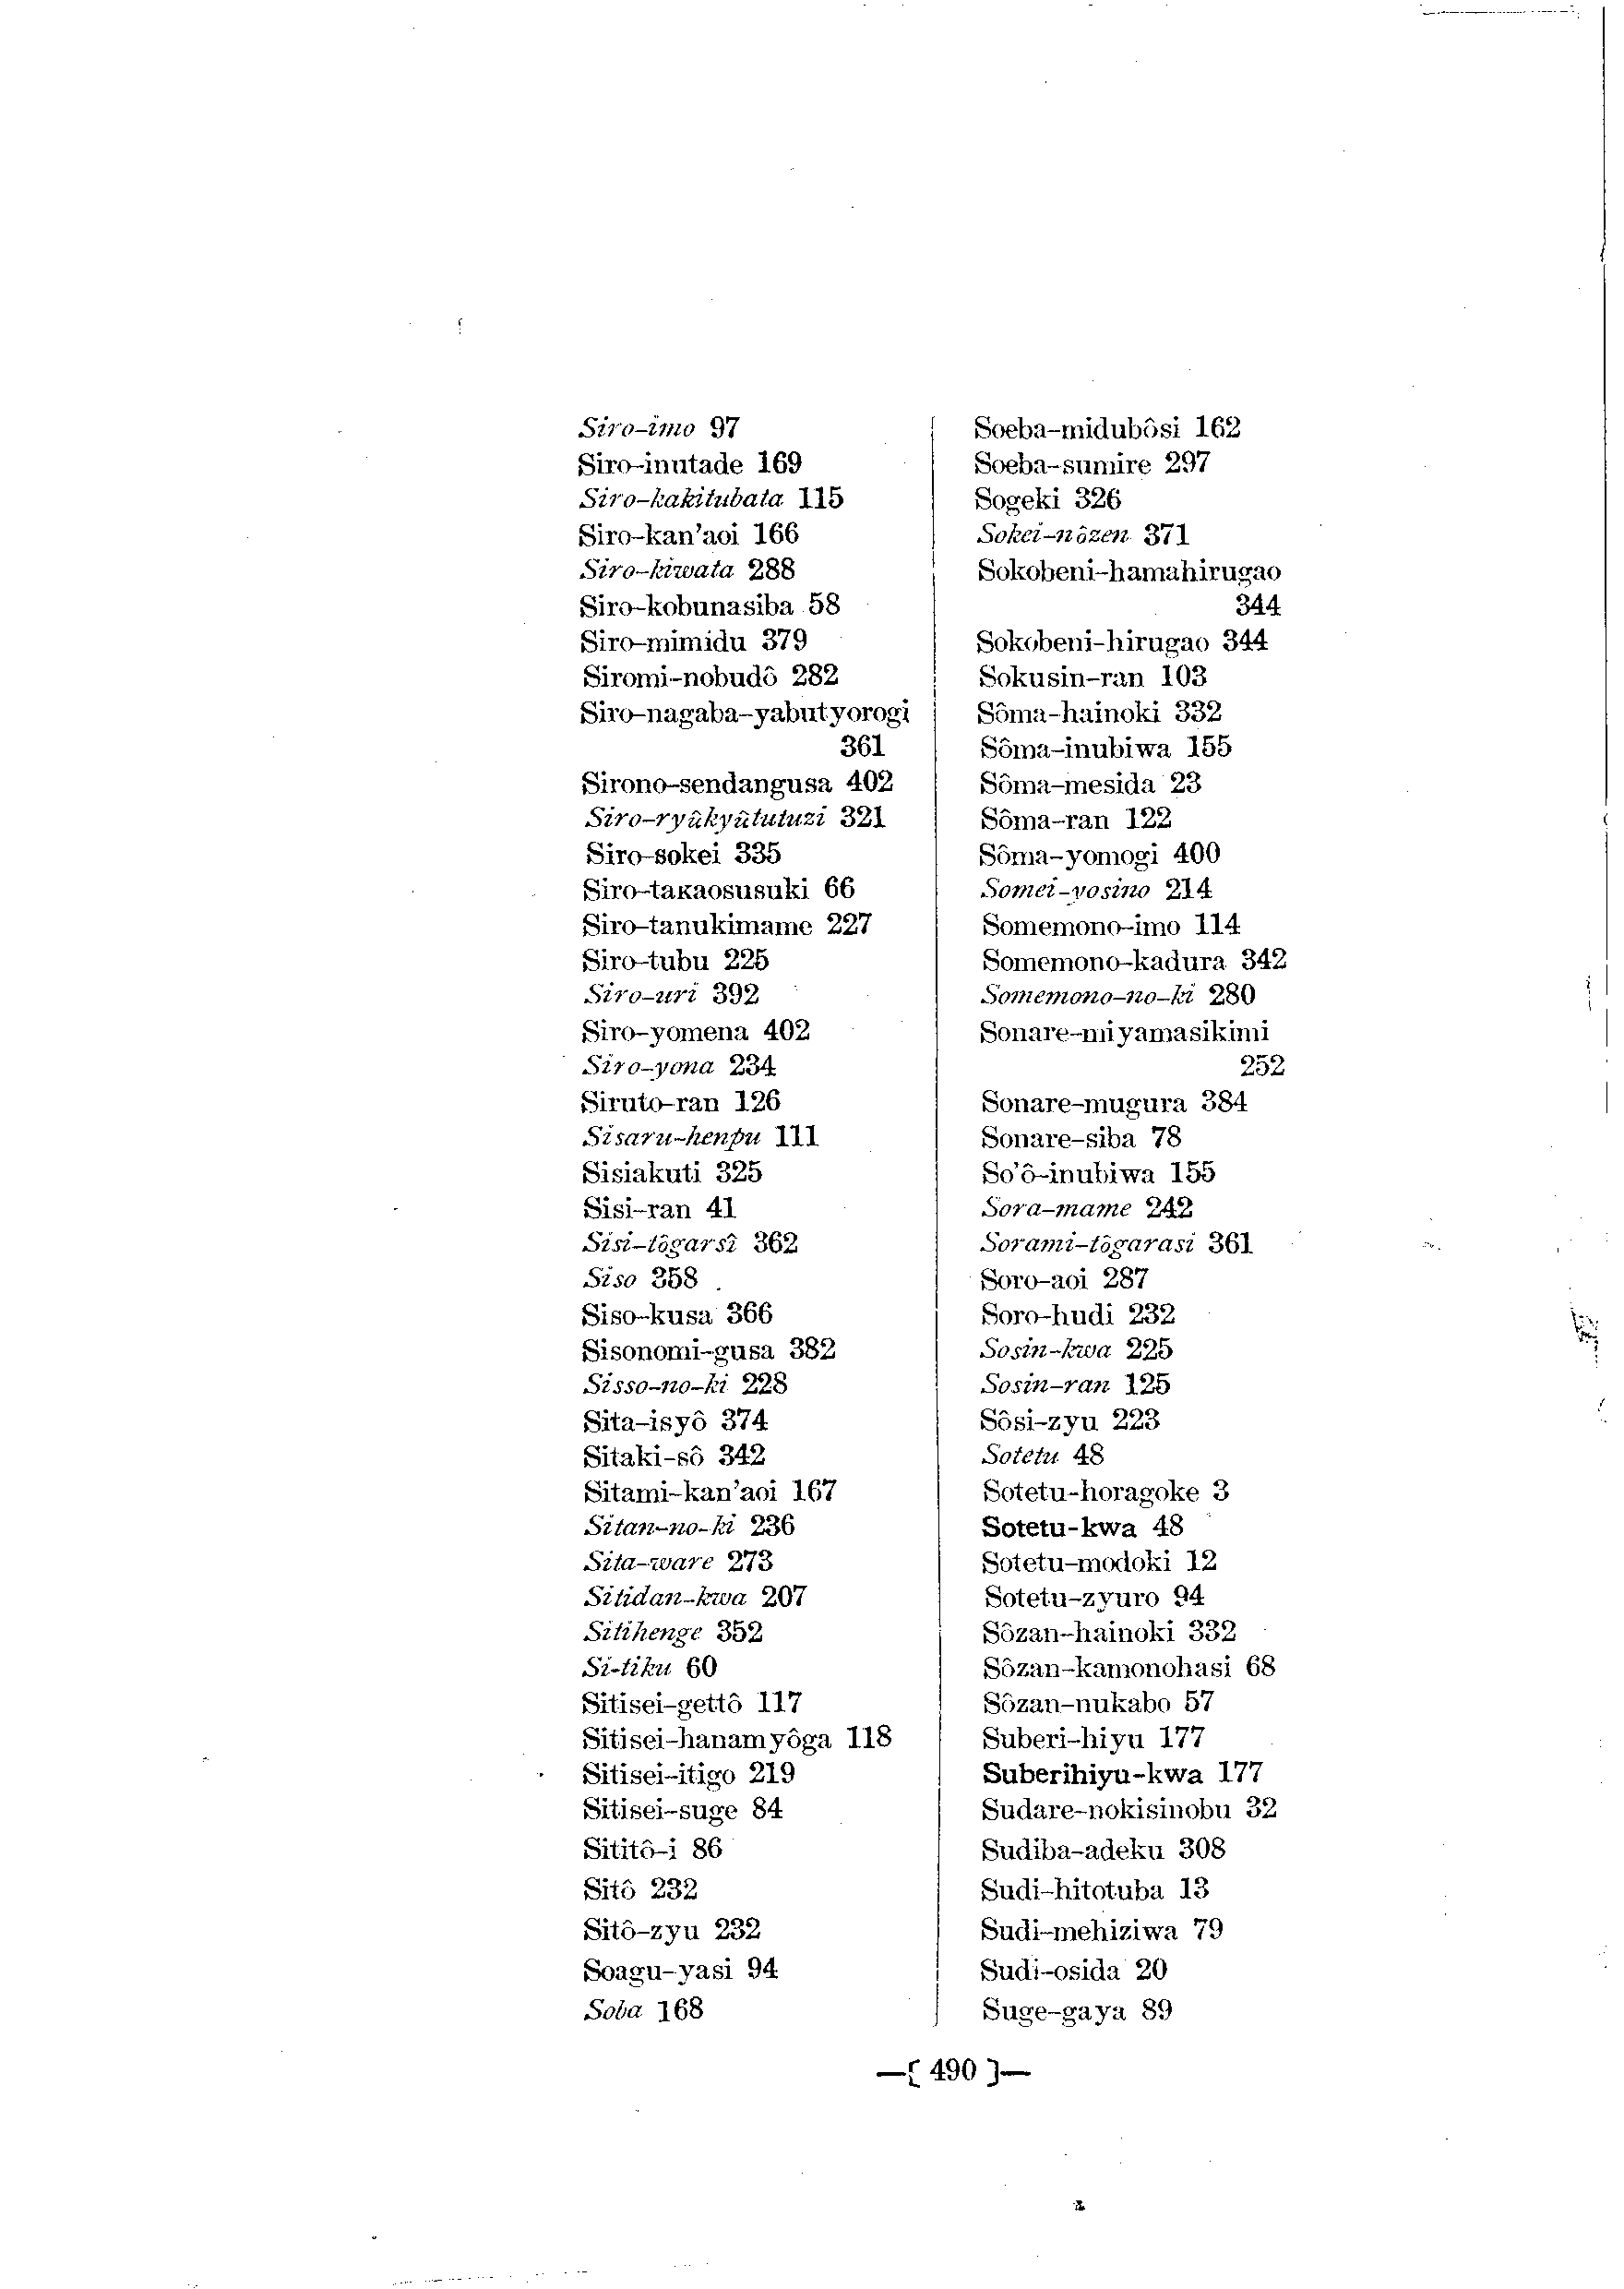 Siro-imo 97
Siro-inutade 169
Siro-kakitubata 115
Siro-kan'aoi 166
Siro-kiwata 288
Siro-kobunasiba 58
Siro-mimidu 379
Siromi-nobudô 282
Siro-nagaba-yabutyorogi
361
Sirono-sendangusa 402
Siro-ryûkyûtutuzi 321
Siro-sokei 335
Siro-takaosusuki 66
Siro-tanukimame 227
Siro-tubu 225
Siro-uri 392
Siro-yomena 402
Siro-yona 234
Siruto-ran 126
Sisaru-henpu 111
Sisiakuti 325
Sisi-ran 41
Sisi-tôgarsi 362
Siso 358
Siso-kusa 366
Sisonomi-gusa 382
Sisso-no-ki 228
Sita-isyô 374
Sitaki-sô 342
Sitami-kan'aoi 167
Sitan-no-ki 236
Sita-ware 273
Sitidan-kwa 207
Sitihenge 352
Si-tiku 60
Sitisei-gettô 117
Sitisei-hanamyôga 118
Sitisei-itigo 219
Sitisei-suge 84
Sititô-i 86
Sitô 232
Sitô-zyu 232
Soagu-yasi 94
Soba 168
Soeba-midubôsi 162
Soeba-sumire 297
Sogeki 326
Sokei-nôzen 371
Sokobeni-hamahirugao
344
Sokobeni-hirugao 344
Sokusin-ran 103
Sôma-hainoki 332
Sôma-inubiwa 155
Sôma-mesida 23
Sôma-ran 122
Sôma-yomogi 400
Somei-yosino 214
Somemono-imo 114
Somemono-kadura 342
Somemono-no-ki 280
Sonare-miyamasikimi
252
Sonare-mugura 384
Sonare-siba 78
So'ô-inubiwa 155
Sora-mame 242
Sorami-tôgarasi 361
Soro-aoi 287
Soro-hudi 232
Sosin-kwa 225
Sosin-ran 125
Sôsi-zyu 223
Sotetu 48
Sotetu-horagoke 3
Sotetu-kwa 48
Sotetu-modoki 12
Sotetu-zyuro 94
Sôzan-hainoki 332
Sôzan-kamonohasi 68
Sôzan-nukabo 57
Suberi-hiyu 177
Suberihiyu-kwa 177
Sudare-nokisinobu 32
Sudiba-adeku 308
Sudi-hitotuba 13
Sudi-mehiziwa 79
Sudi-osida 20
Suge-gaya 89
—[ 490 ]—